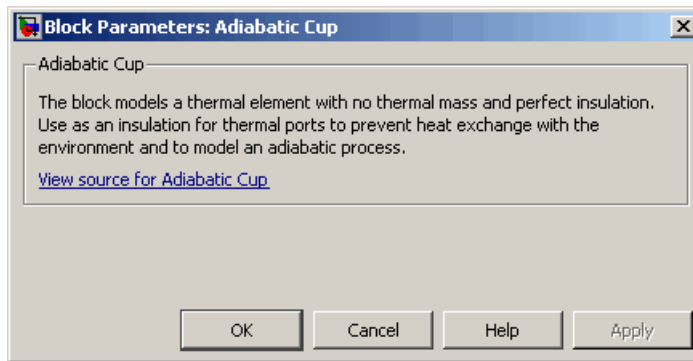 Block Parameters: Adiabatic Cup
Adiabatic Cup
The block models a thermal element with no thermal mass and perfect insulation.
Use as an insulation for thermal ports to prevent heat exchange with the
environment and to model an adiabatic process.
View source for Adiabatic Cup
OK Cancel Help Apply